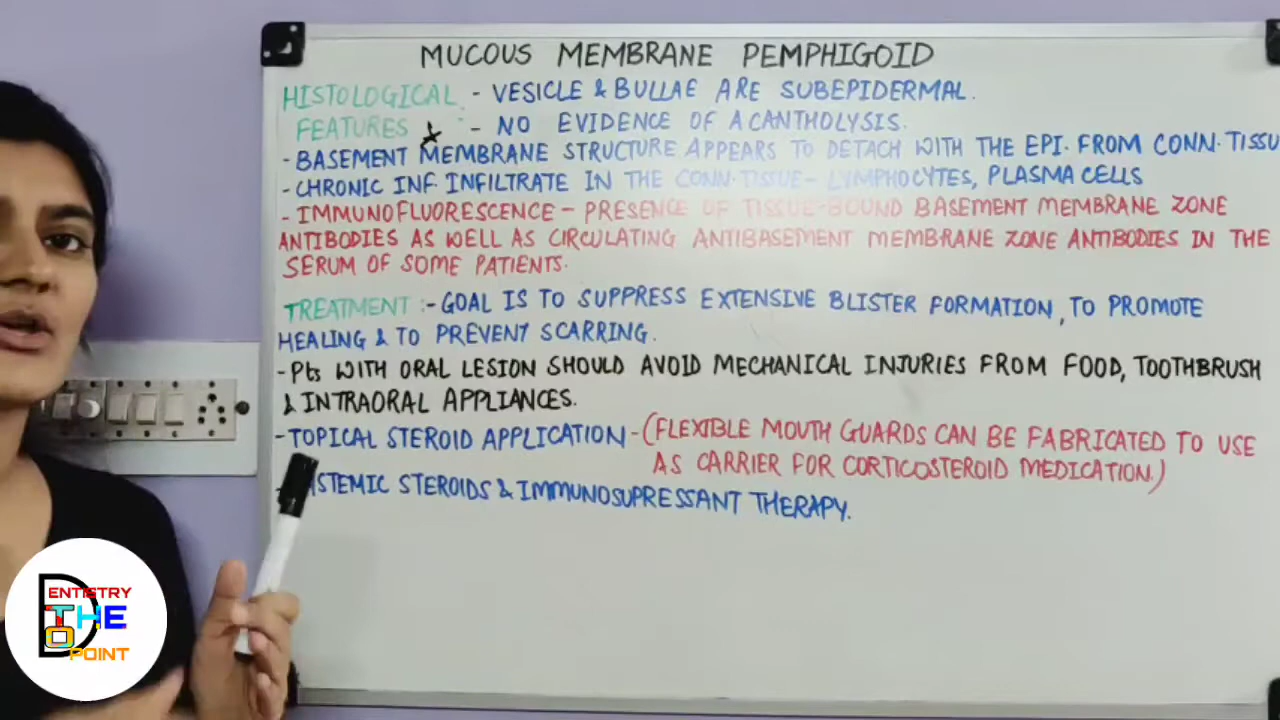 MUCOUS MEMBRANE PEMPHIGOID
HISTOLOGICAL - VESICLE & BULLAE ARE SUBEPIDERMAL.
FEATURES - NO EVIDENCE OF ACANTHOLYSIS.
- BASEMENT MEMBRANE STRUCTURE APPEARS TO DETACH WITH THE EPI. FROM CONN. TISSU
- CHRONIC INF. INFILTRATE IN THE CONN. TISSUE - LYMPHOCYTES, PLASMA CELLS
- IMMUNOFLUORESCENCE - PRESENCE OF TISSUE-BOUND BASEMENT MEMBRANE ZONE
ANTIBODIES AS WELL AS CIRCULATING ANTIBASEMENT MEMBRANE ZONE ANTIBODIES IN THE
SERUM OF SOME PATIENTS.
TREATMENT :- GOAL IS TO SUPPRESS EXTENSIVE BLISTER FORMATION, TO PROMOTE
HEALING & TO PREVENT SCARRING.
- Pts WITH ORAL LESION SHOULD AVOID MECHANICAL INJURIES FROM FOOD, TOOTHBRUSH
& INTRAORAL APPLIANCES.
- TOPICAL STEROID APPLICATION - (FLEXIBLE MOUTH GUARDS CAN BE FABRICATED TO USE
AS CARRIER FOR CORTICOSTEROID MEDICATION.)
STEMIC STEROIDS & IMMUNOSUPRESSANT THERAPY.
DENTISTRY
THE
TO
POINT